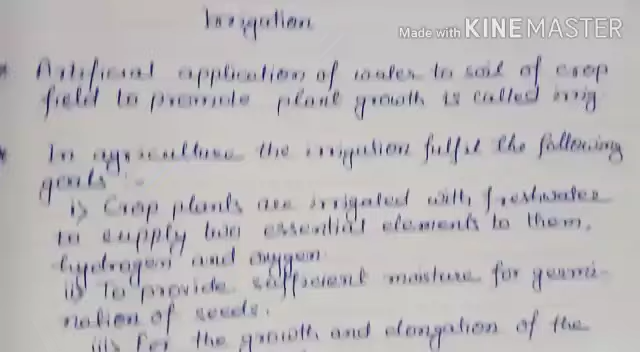 Irrigation
Made with KINEMASTER
* Artificial application of water to soil of crop
field to promote plant growth is called irrig
* In agriculture the irrigation fulfil the following
goals :-
i) Crop plants are irrigated with freshwater
to supply two essential elements to them,
hydrogen and oxygen.
ii) To provide sufficient moisture for germi-
nation of seeds.
iii) For the growth and elongation of the